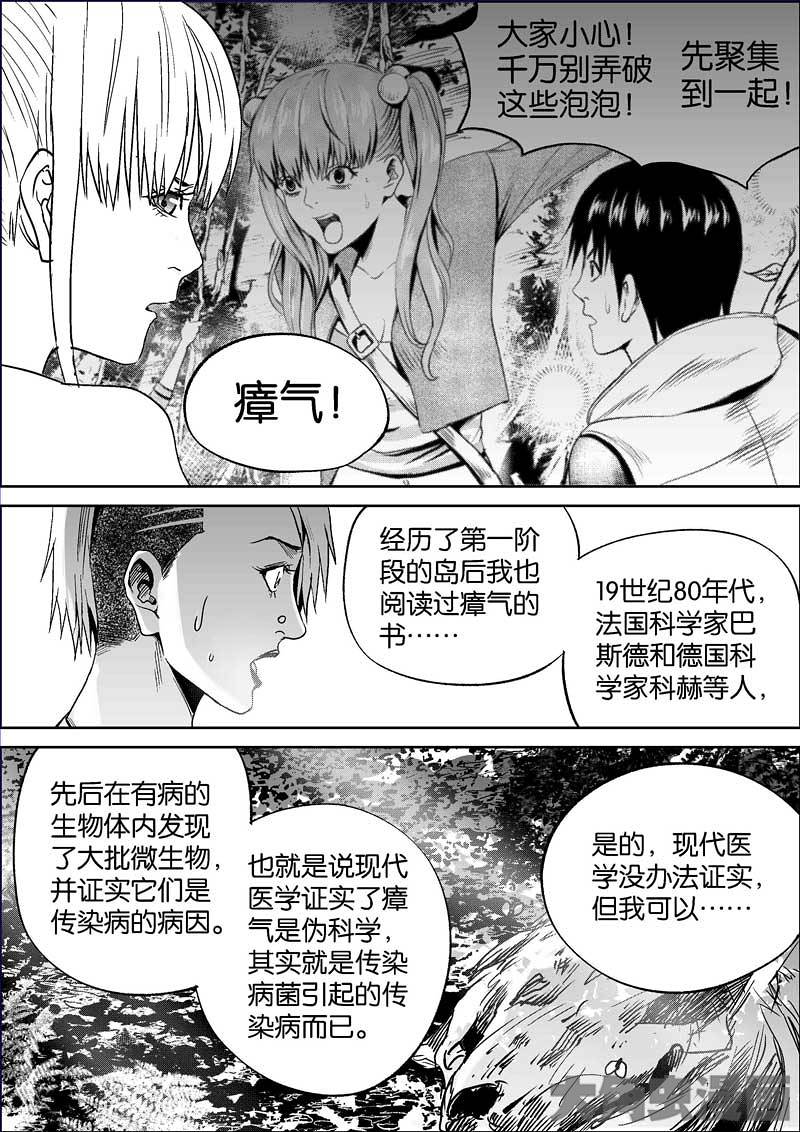 大家小心！
千万别弄破
这些泡泡！
先聚集
到一起！
瘴气！
经历了第一阶
段的岛后我也
阅读过瘴气的
书……
19世纪80年代，
法国科学家巴
斯德和德国科
学家科赫等人，
先后在有病的
生物体内发现
了大批微生物，
并证实它们是
传染病的病因。
也就是说现代
医学证实了瘴
气是伪科学，
其实就是传染
病菌引起的传
染病而已。
是的，现代医
学没办法证实，
但我可以……